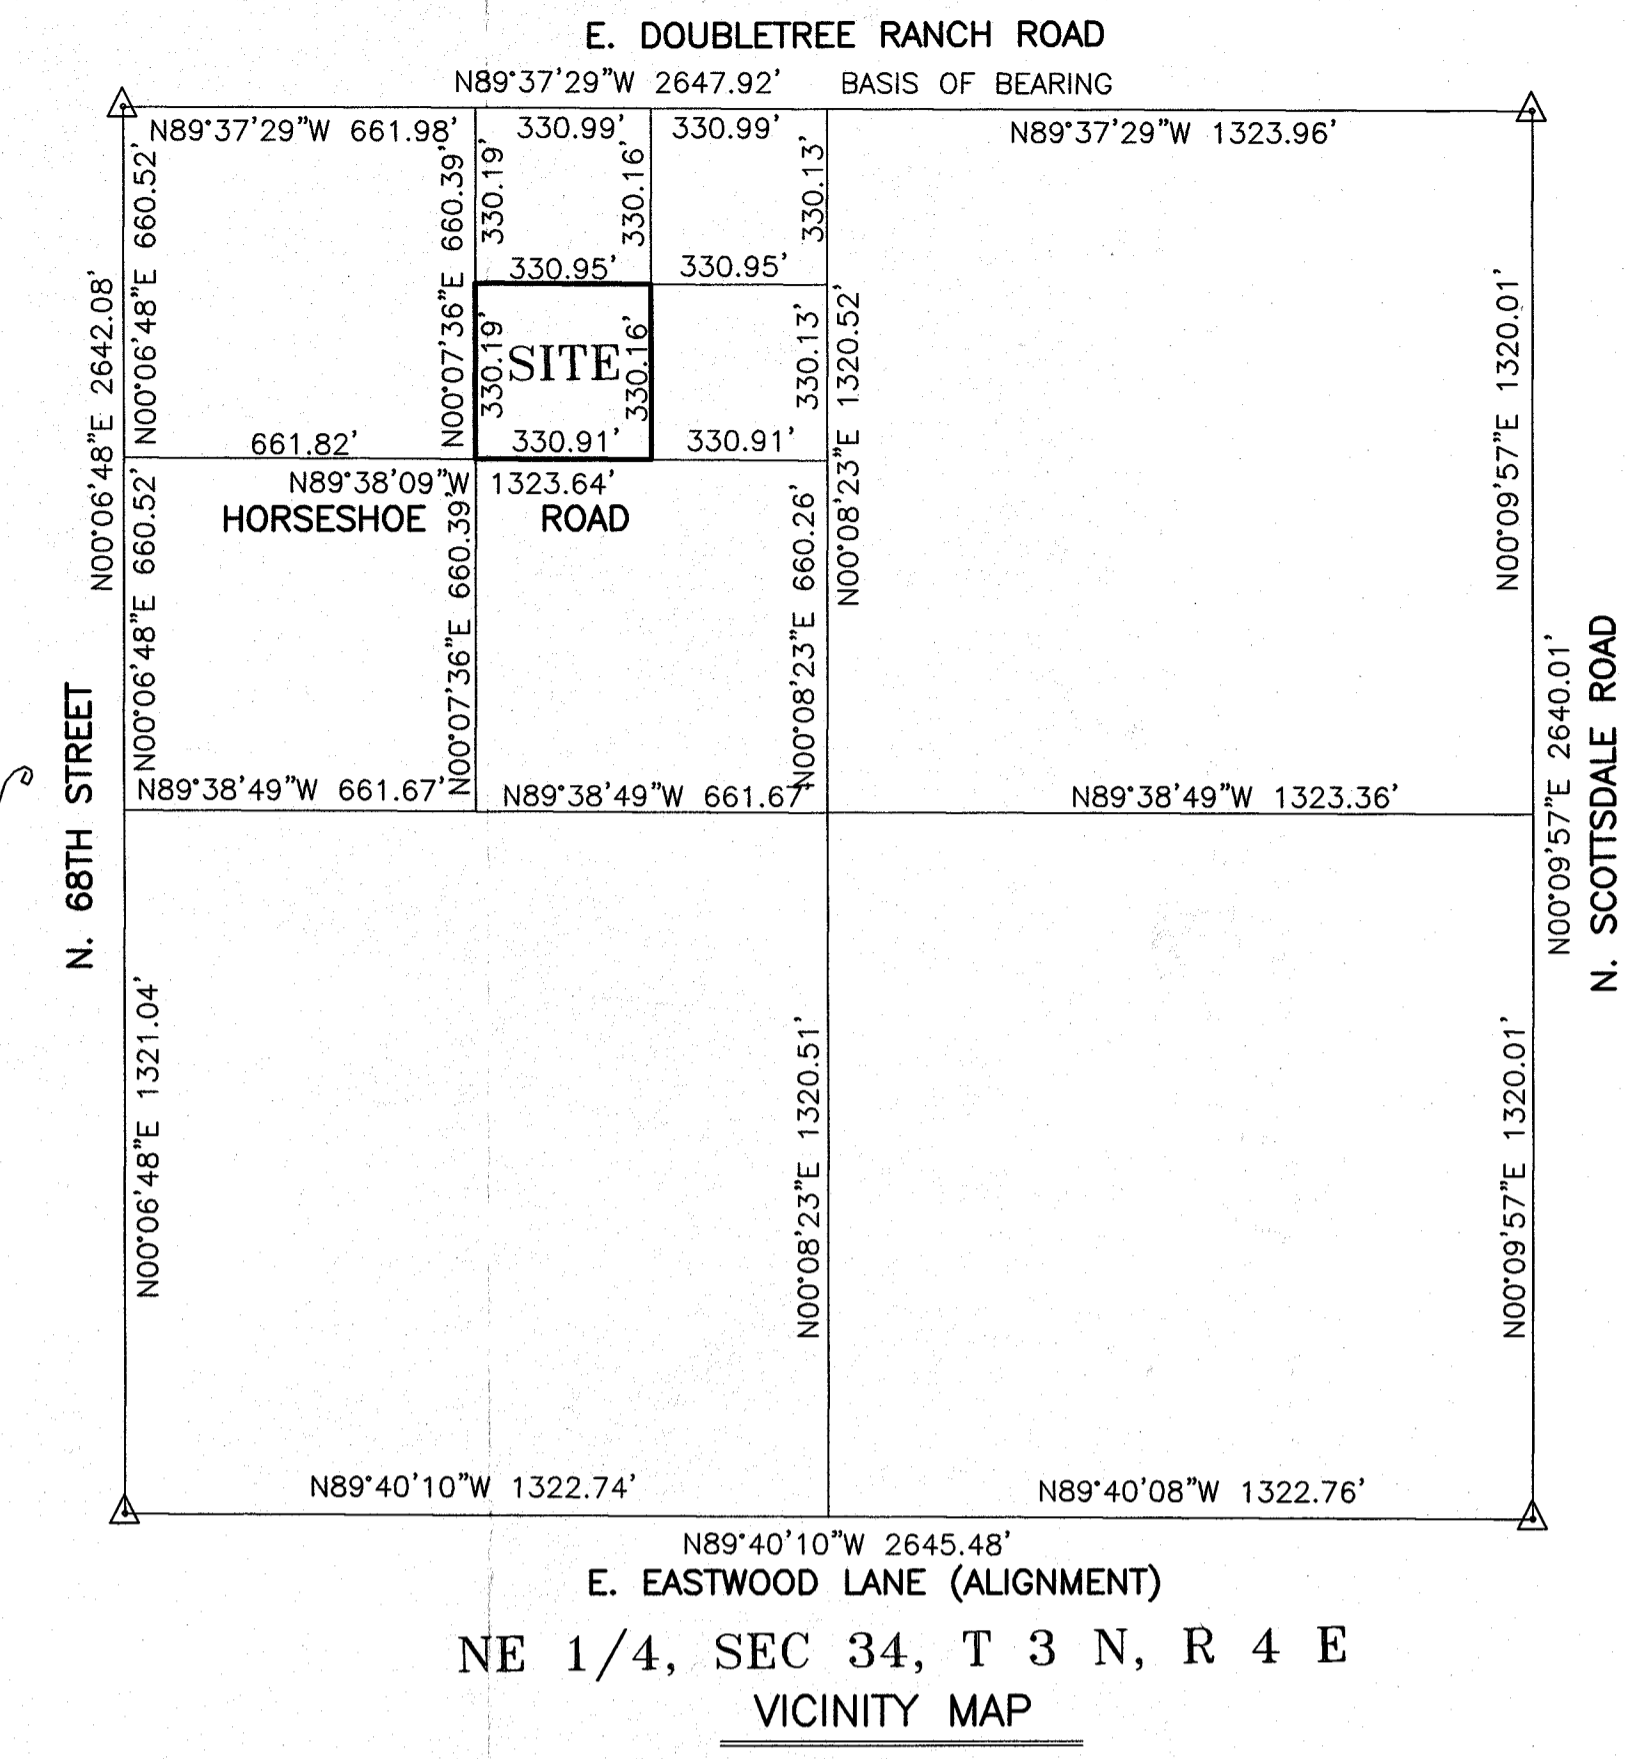 E. DOUBLETREE RANCH ROAD
N89°37'29"W 2647.92' BASIS OF BEARING
N89°37'29"W 661.98'
330.99'
330.99'
N89°37'29"W 1323.96'
N00°06'48"E 660.52'
N00°07'36"E 660.39'
330.19'
330.16'
330.13'
330.95'
330.95'
N00°06'48"E 2642.08'
330.19'
SITE
330.16'
330.13'
N00°08'23"E 1320.52'
N00°09'57"E 1320.01'
661.82'
330.91'
330.91'
N89°38'09"W 1323.64'
HORSESHOE ROAD
N00°06'48"E 660.52'
N00°07'36"E 660.39'
N00°08'23"E 660.26'
N. 68TH STREET
N00°09'57"E 2640.01'
N. SCOTTSDALE ROAD
N89°38'49"W 661.67'
N89°38'49"W 661.67'
N89°38'49"W 1323.36'
N00°06'48"E 1321.04'
N00°08'23"E 1320.51'
N00°09'57"E 1320.01'
N89°40'10"W 1322.74'
N89°40'08"W 1322.76'
N89°40'10"W 2645.48'
E. EASTWOOD LANE (ALIGNMENT)
NE 1/4, SEC 34, T 3 N, R 4 E
VICINITY MAP